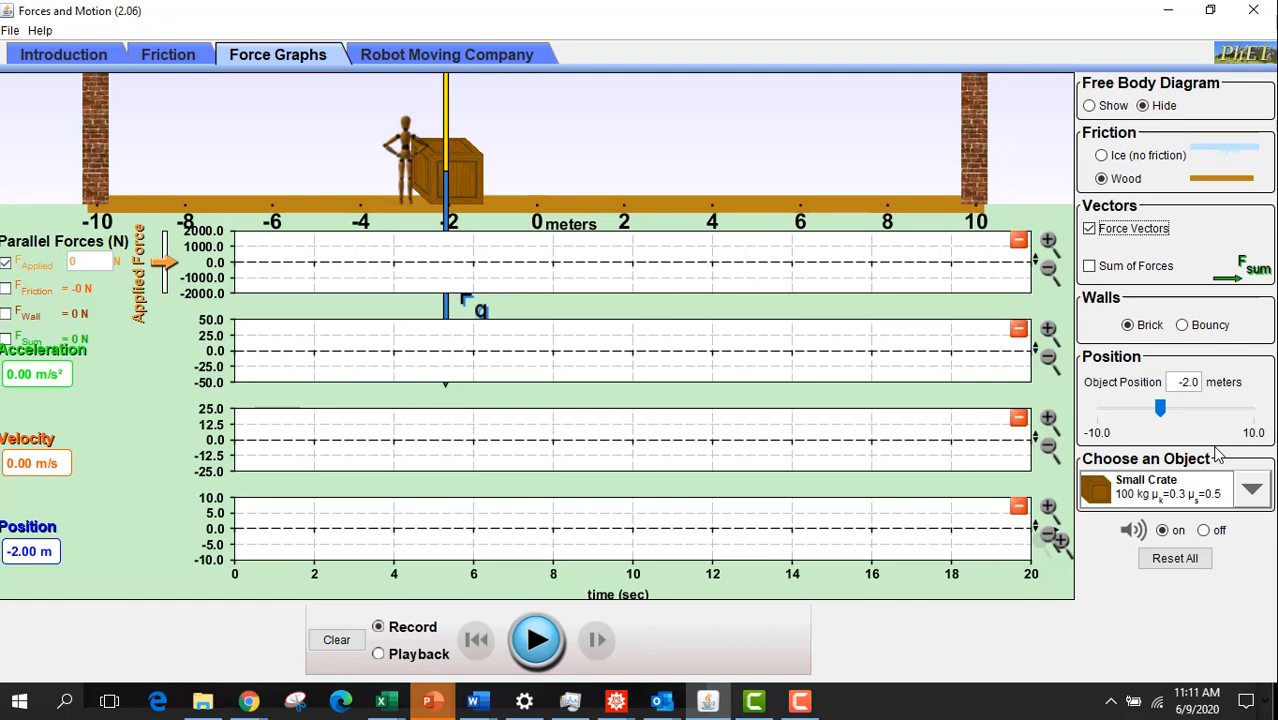 Forces and Motion (2.06)
File Help
Introduction
Friction
Force Graphs
Robot Moving Company
PhET
-10 -8 -6 -4 -2 0 meters 2 4 6 8 10
Parallel Forces (N)
F Applied 0 N
F Friction = -0 N
F Wall = 0 N
F Sum = 0 N
Applied Force
2000.0
1000.0
0.0
-1000.0
-2000.0
F g
Acceleration
0.00 m/s²
50.0
25.0
0.0
-25.0
-50.0
Velocity
0.00 m/s
25.0
12.5
0.0
-12.5
-25.0
Position
-2.00 m
10.0
5.0
0.0
-5.0
-10.0
0 2 4 6 8 10 12 14 16 18 20
time (sec)
Clear
Record
Playback
Free Body Diagram
Show Hide
Friction
Ice (no friction)
Wood
Vectors
Force Vectors
Sum of Forces
F sum
Walls
Brick Bouncy
Position
Object Position -2.0 meters
-10.0 10.0
Choose an Object
Small Crate
100 kg μk=0.3 μs=0.5
on off
Reset All
11:11 AM
6/9/2020